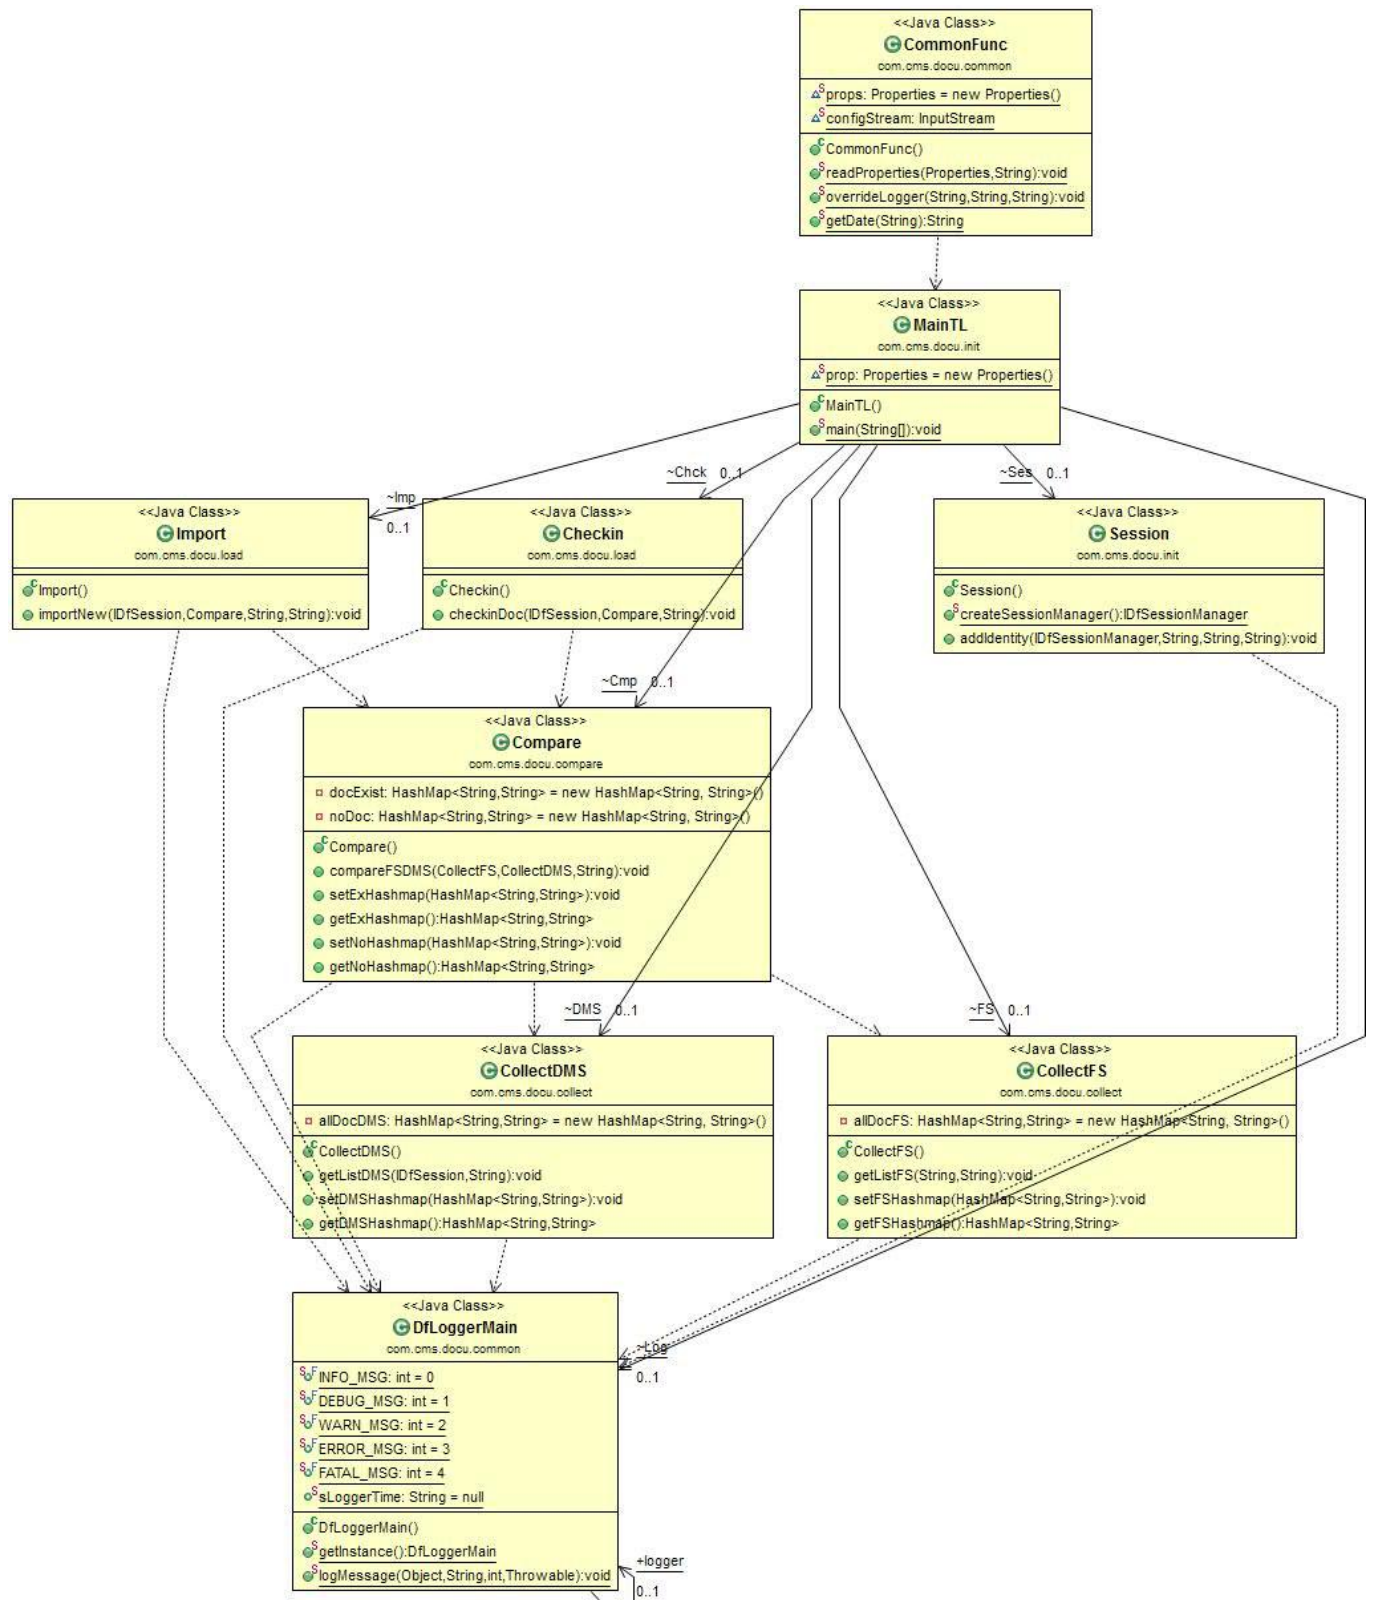 <<Java Class>>
CommonFunc
com.cms.docu.common
props: Properties = new Properties()
configStream: InputStream
CommonFunc()
readProperties(Properties,String):void
overrideLogger(String,String,String):void
getDate(String):String
<<Java Class>>
MainTL
com.cms.docu.init
prop: Properties = new Properties()
MainTL()
main(String[]):void
~Chck 0..1
~Ses 0..1
~Imp
0..1
<<Java Class>>
Import
com.cms.docu.load
Import()
importNew(IDfSession,Compare,String,String):void
<<Java Class>>
Checkin
com.cms.docu.load
Checkin()
checkinDoc(IDfSession,Compare,String):void
<<Java Class>>
Session
com.cms.docu.init
Session()
createSessionManager():IDfSessionManager
addIdentity(IDfSessionManager,String,String,String):void
~Cmp 0..1
<<Java Class>>
Compare
com.cms.docu.compare
docExist: HashMap<String,String> = new HashMap<String, String>()
noDoc: HashMap<String,String> = new HashMap<String, String>()
Compare()
compareFSDMS(CollectFS,CollectDMS,String):void
setExHashmap(HashMap<String,String>):void
getExHashmap():HashMap<String,String>
setNoHashmap(HashMap<String,String>):void
getNoHashmap():HashMap<String,String>
~DMS 0..1
~FS 0..1
<<Java Class>>
CollectDMS
com.cms.docu.collect
allDocDMS: HashMap<String,String> = new HashMap<String, String>()
CollectDMS()
getListDMS(IDfSession,String):void
setDMSHashmap(HashMap<String,String>):void
getDMSHashmap():HashMap<String,String>
<<Java Class>>
CollectFS
com.cms.docu.collect
allDocFS: HashMap<String,String> = new HashMap<String, String>()
CollectFS()
getListFS(String,String):void
setFSHashmap(HashMap<String,String>):void
getFSHashmap():HashMap<String,String>
<<Java Class>>
DfLoggerMain
com.cms.docu.common
INFO_MSG: int = 0
DEBUG_MSG: int = 1
WARN_MSG: int = 2
ERROR_MSG: int = 3
FATAL_MSG: int = 4
sLoggerTime: String = null
DfLoggerMain()
getInstance():DfLoggerMain
logMessage(Object,String,int,Throwable):void
~Log
0..1
+logger
0..1